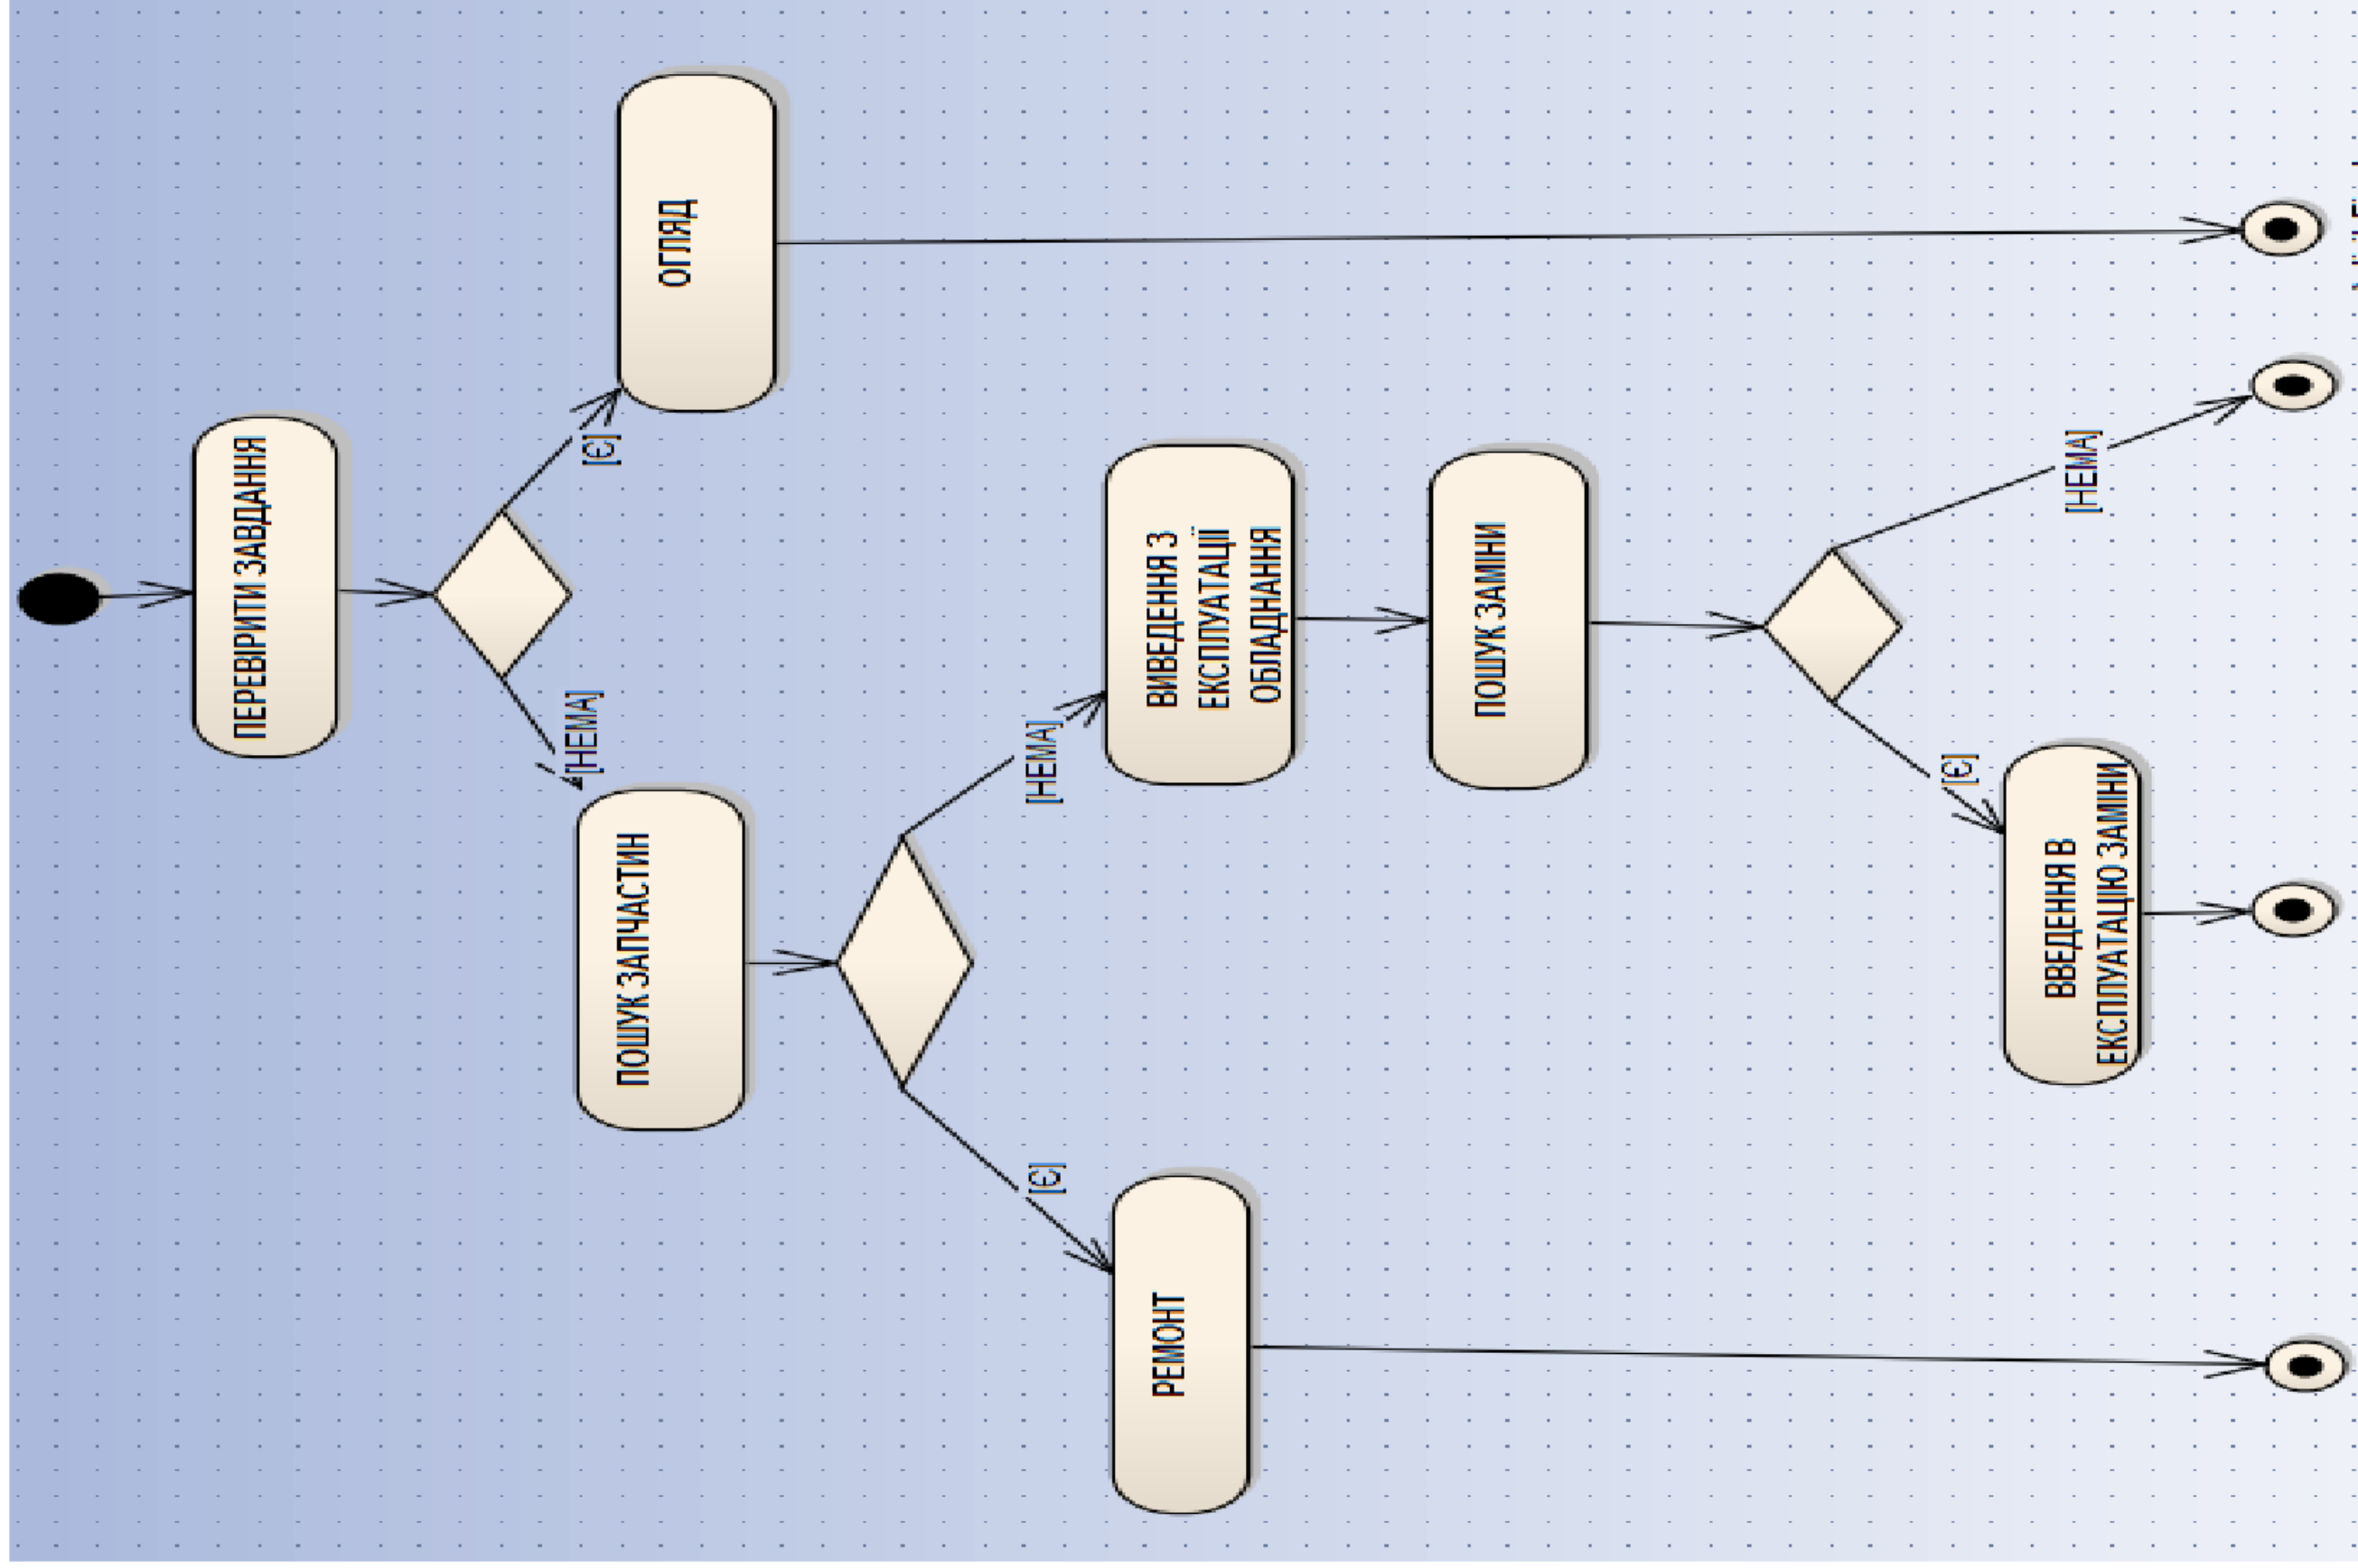 ПЕРЕВІРИТИ ЗАВДАННЯ
[НЕМА]
[Є]
ПОШУК ЗАПЧАСТИН
ОГЛЯД
[Є]
[НЕМА]
РЕМОНТ
ВИВЕДЕННЯ З
ЕКСПЛУАТАЦІЇ
ОБЛАДНАННЯ
ПОШУК ЗАМІНИ
[Є]
[НЕМА]
ВВЕДЕННЯ В
ЕКСПЛУАТАЦІЮ ЗАМІНИ